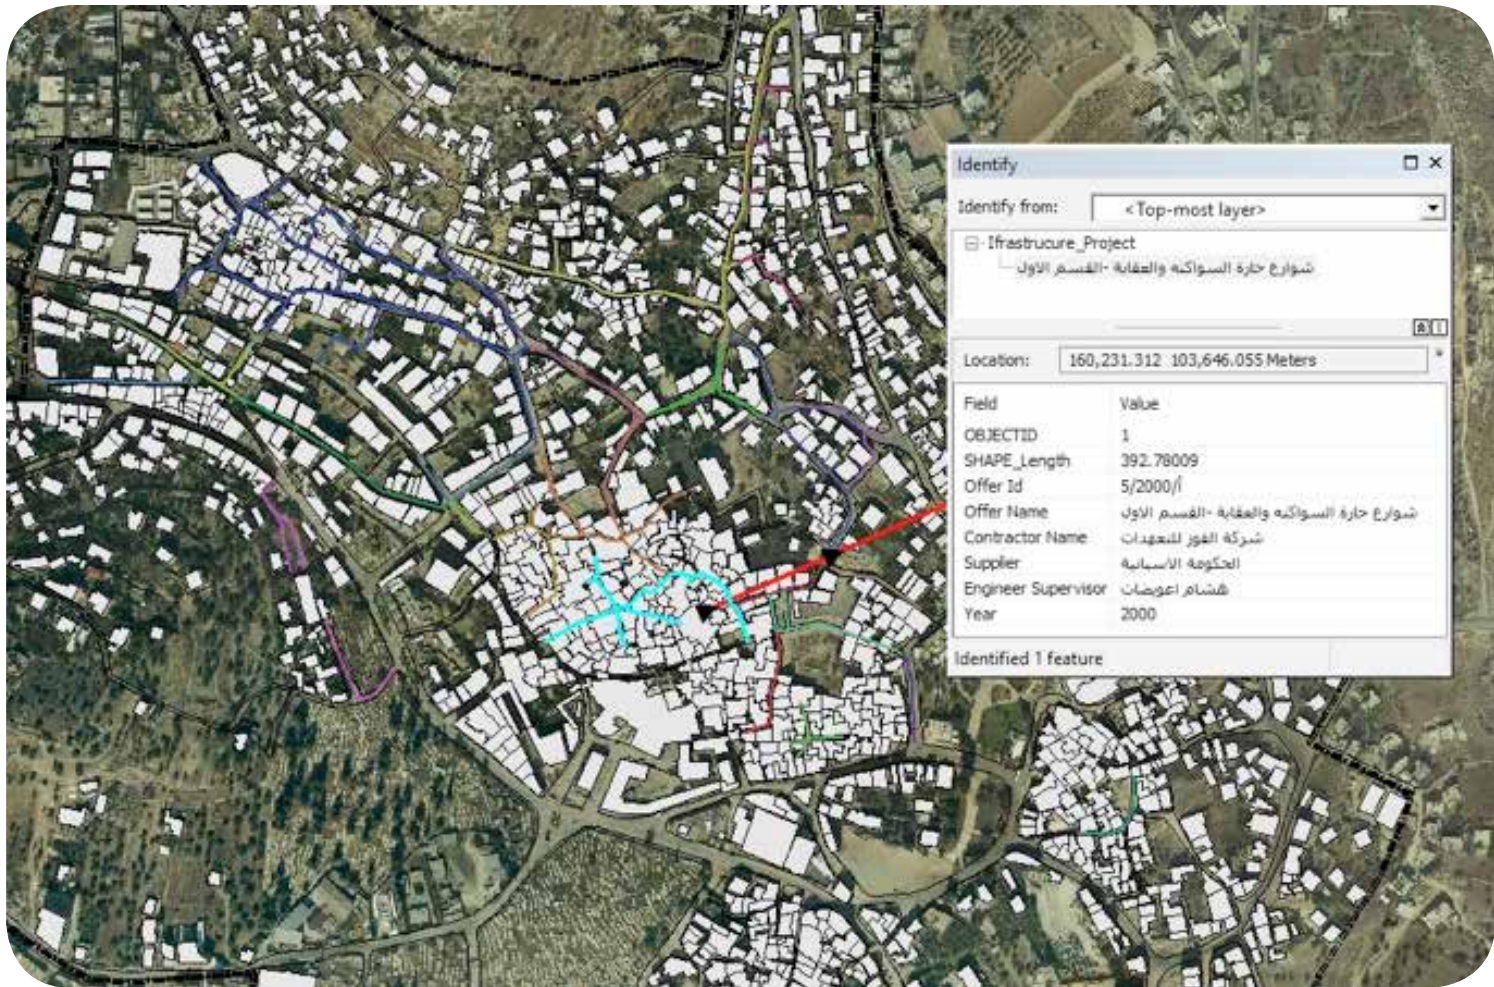 Identify
Identify from: <Top-most layer>
Ifrastrucure_Project
شوارع حارة السواكنه والعقابة -القسم الاول
Location: 160,231.312 103,646.055 Meters
Field Value
OBJECTID 1
SHAPE_Length 392.78009
Offer Id 5/2000/أ
Offer Name شوارع حارة السواكنه والعقابة -القسم الاول
Contractor Name شركة الفوز للتعهدات
Supplier الحكومة الاسبانية
Engineer Supervisor هشام اعويضات
Year 2000
Identified 1 feature